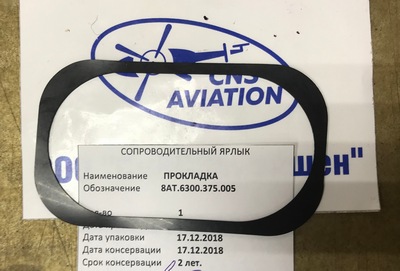 CNS
AVIATION
СОПРОВОДИТЕЛЬНЫЙ ЯРЛЫК
Наименование ПРОКЛАДКА
Обозначение 8АТ.6300.375.005
1
Дата упаковки 17.12.2018
Дата консервации 17.12.2018
Срок консервации 2 лет.